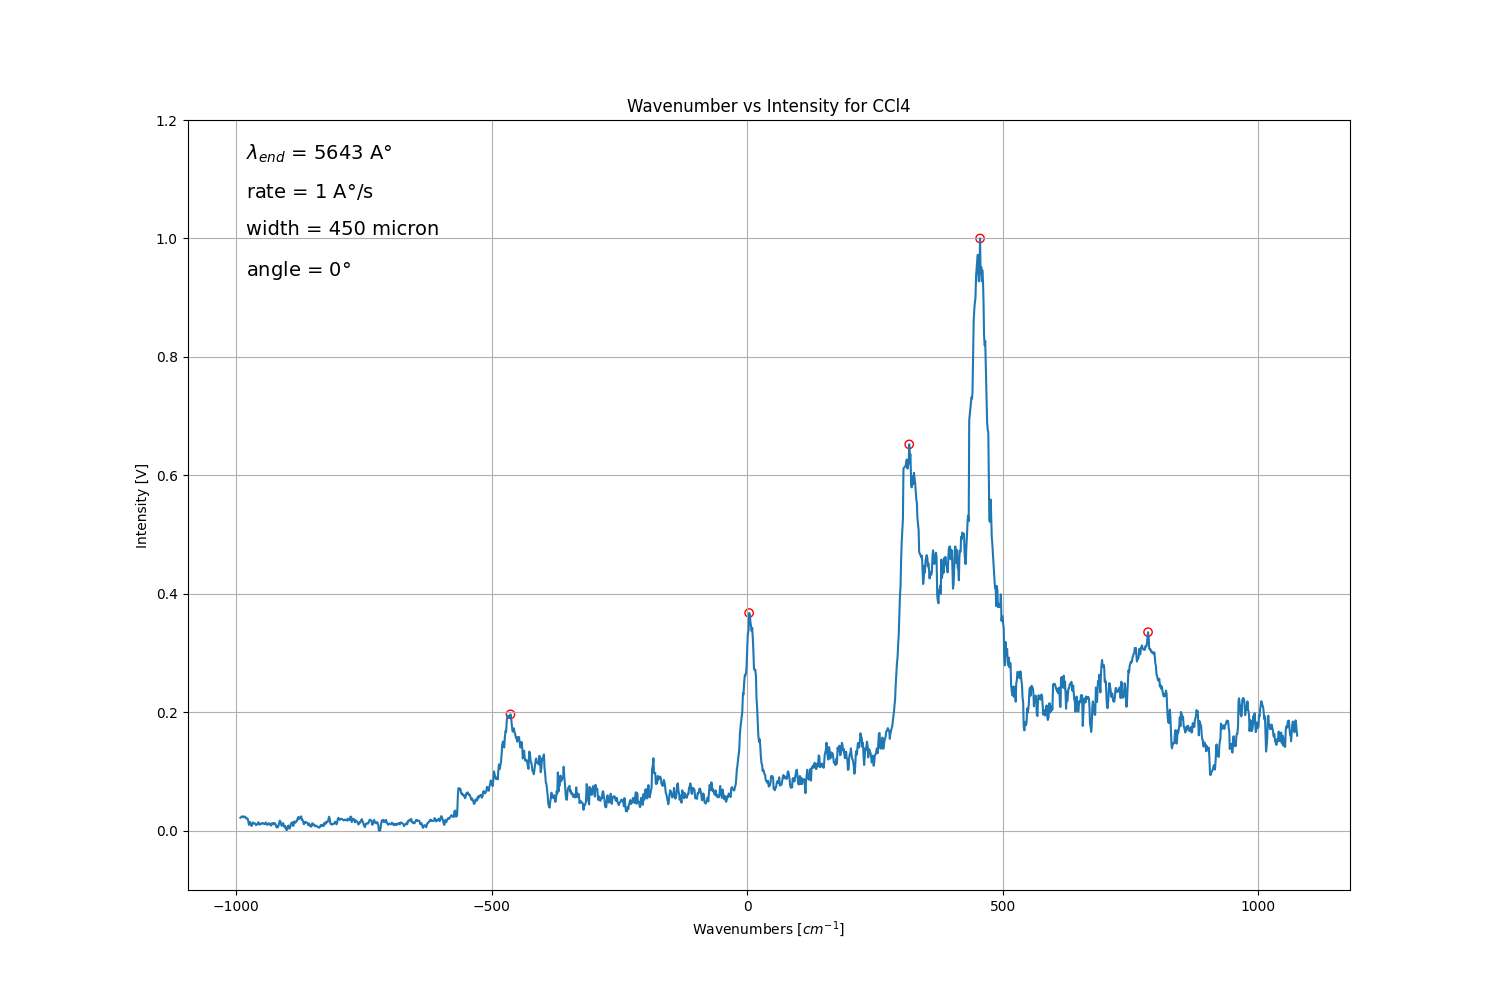 Wavenumber vs Intensity for CCl4
λ_end = 5643 A°
rate = 1 A°/s
width = 450 micron
angle = 0°
Intensity [V]
1.2
1.0
0.8
0.6
0.4
0.2
0.0
−1000 −500 0 500 1000
Wavenumbers [cm⁻¹]